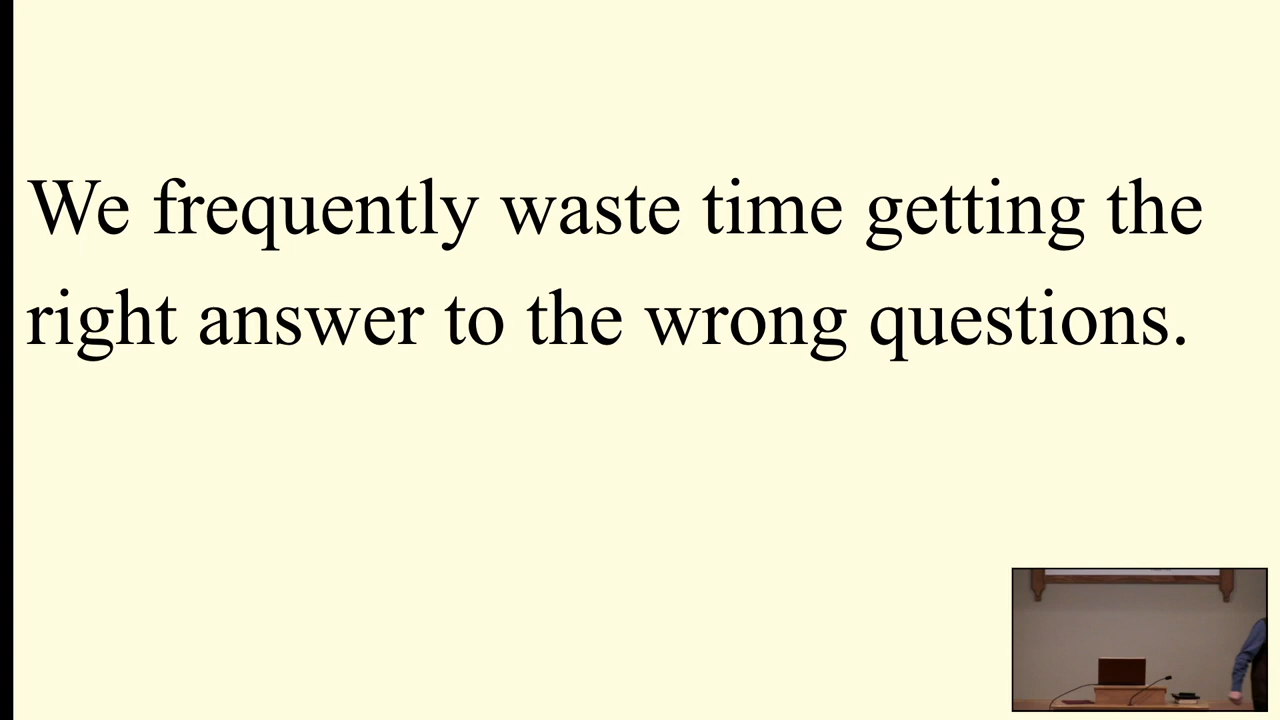 We frequently waste time getting the
right answer to the wrong questions.